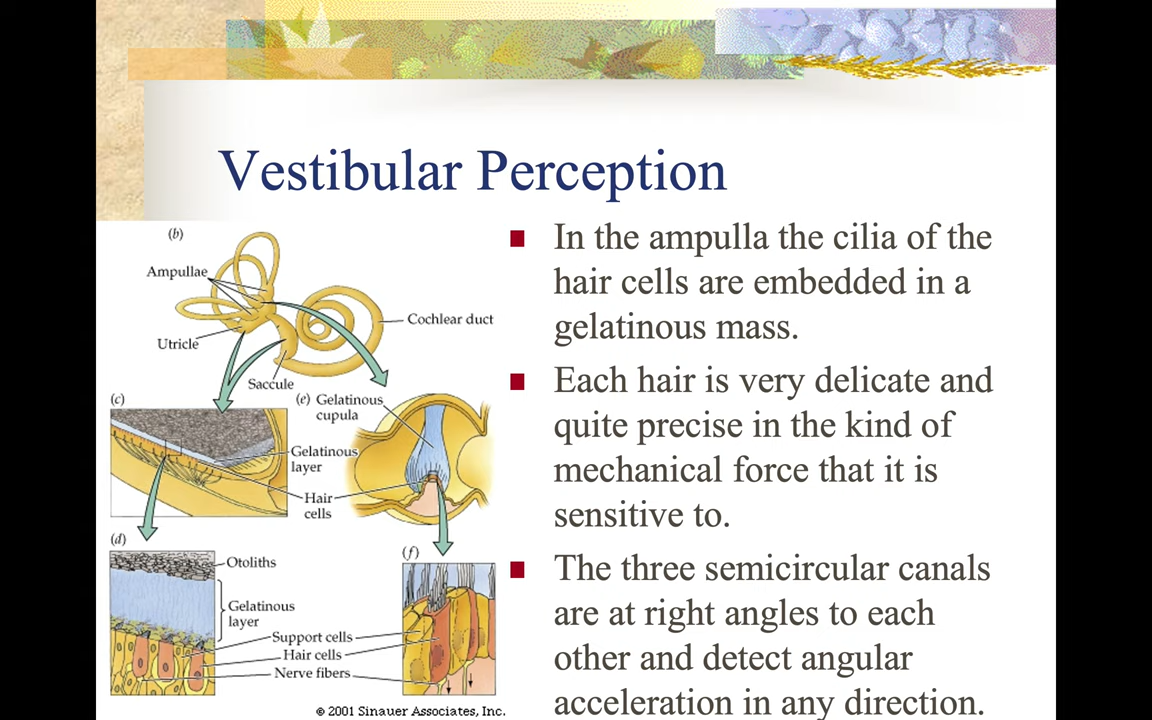 Vestibular Perception
(b)
Ampullae
Cochlear duct
Utricle
Saccule
(c)
(e) Gelatinous
cupula
Gelatinous
layer
Hair
cells
(d)
(f)
Otoliths
Gelatinous
layer
Support cells
Hair cells
Nerve fibers
© 2001 Sinauer Associates, Inc.
In the ampulla the cilia of the
hair cells are embedded in a
gelatinous mass.
Each hair is very delicate and
quite precise in the kind of
mechanical force that it is
sensitive to.
The three semicircular canals
are at right angles to each
other and detect angular
acceleration in any direction.